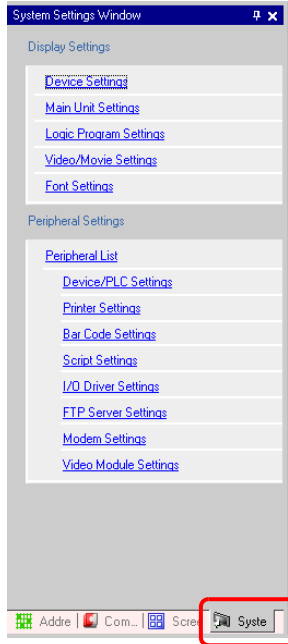 System Settings Window
Display Settings
Device Settings
Main Unit Settings
Logic Program Settings
Video/Movie Settings
Font Settings
Peripheral Settings
Peripheral List
Device/PLC Settings
Printer Settings
Bar Code Settings
Script Settings
I/O Driver Settings
FTP Server Settings
Modem Settings
Video Module Settings
Addre Com... Scree Syste